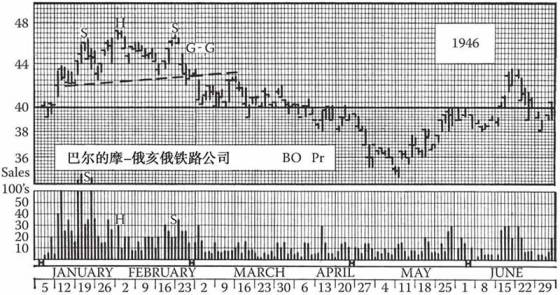 48
H
S
S
G-G
1946
44
40
38
巴尔的摩-俄亥俄铁路公司 BO Pr
36
Sales
S
100's
60
50
40
30
20
10
H
S
JANUARY FEBRUARY MARCH APRIL MAY JUNE
5 12 19 26 2 9 16 23 2 9 16 23 30 6 13 20 27 4 11 18 25 1 8 15 22 29